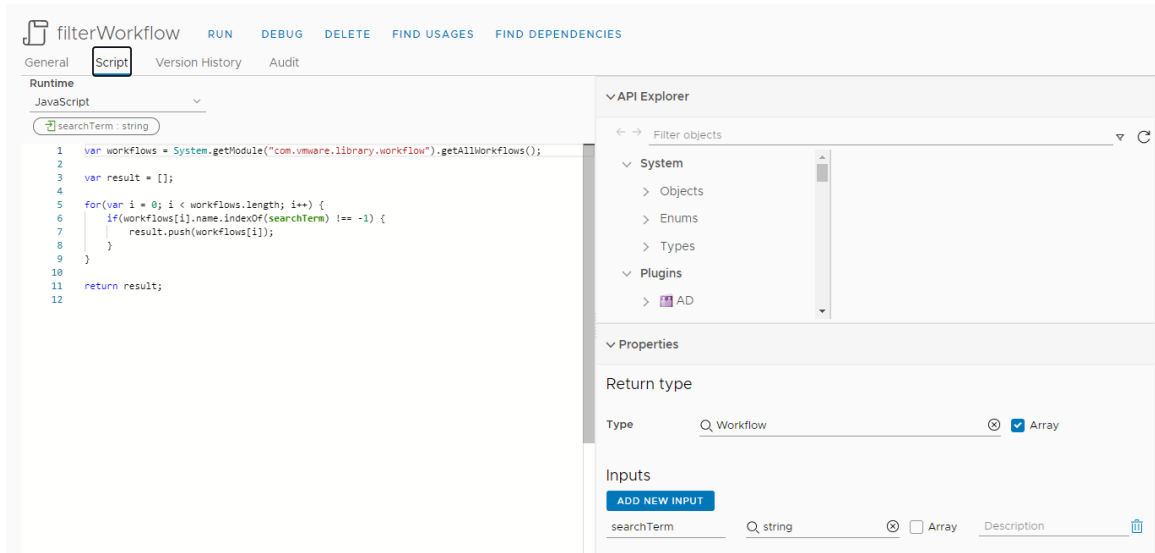 filterWorkflow RUN DEBUG DELETE FIND USAGES FIND DEPENDENCIES
General Script Version History Audit
Runtime
JavaScript
searchTerm : string
1 var workflows = System.getModule("com.vmware.library.workflow").getAllWorkflows();
2
3 var result = [];
4
5 for(var i = 0; i < workflows.length; i++) {
6 if(workflows[i].name.indexOf(searchTerm) !== -1) {
7 result.push(workflows[i]);
8 }
9 }
10
11 return result;
12
API Explorer
Filter objects
System
Objects
Enums
Types
Plugins
AD
Properties
Return type
Type Workflow Array
Inputs
ADD NEW INPUT
searchTerm string Array Description